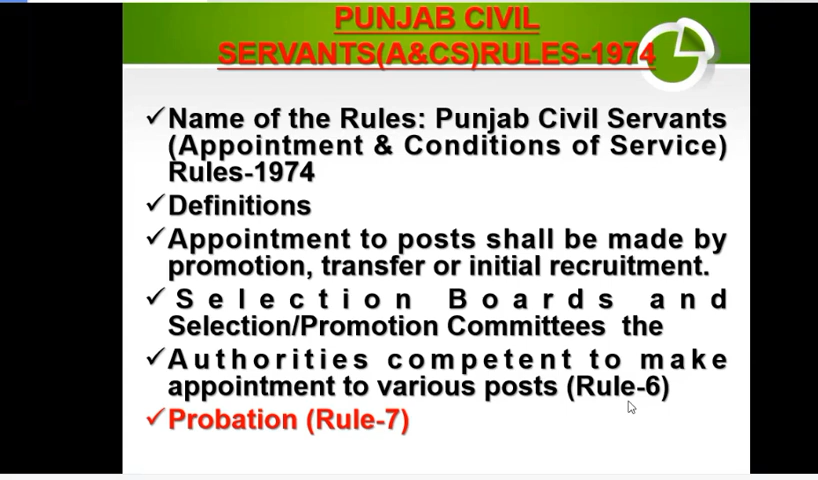 PUNJAB CIVIL
SERVANTS(A&CS)RULES-1974
✓Name of the Rules: Punjab Civil Servants
(Appointment & Conditions of Service)
Rules-1974
✓Definitions
✓Appointment to posts shall be made by
promotion, transfer or initial recruitment.
✓Selection Boards and
Selection/Promotion Committees the
✓Authorities competent to make
appointment to various posts (Rule-6)
✓Probation (Rule-7)